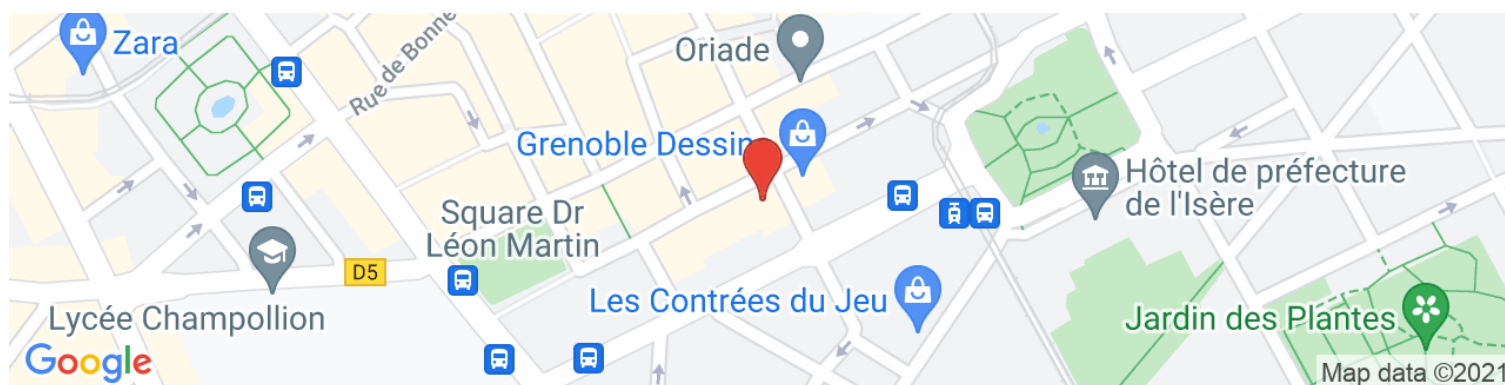 Zara
Rue de Bonne
Oriade
Grenoble Dessin
Hôtel de préfecture
de l'Isère
Square Dr
Léon Martin
D5
Les Contrées du Jeu
Lycée Champollion
Jardin des Plantes
Google
Map data ©2021